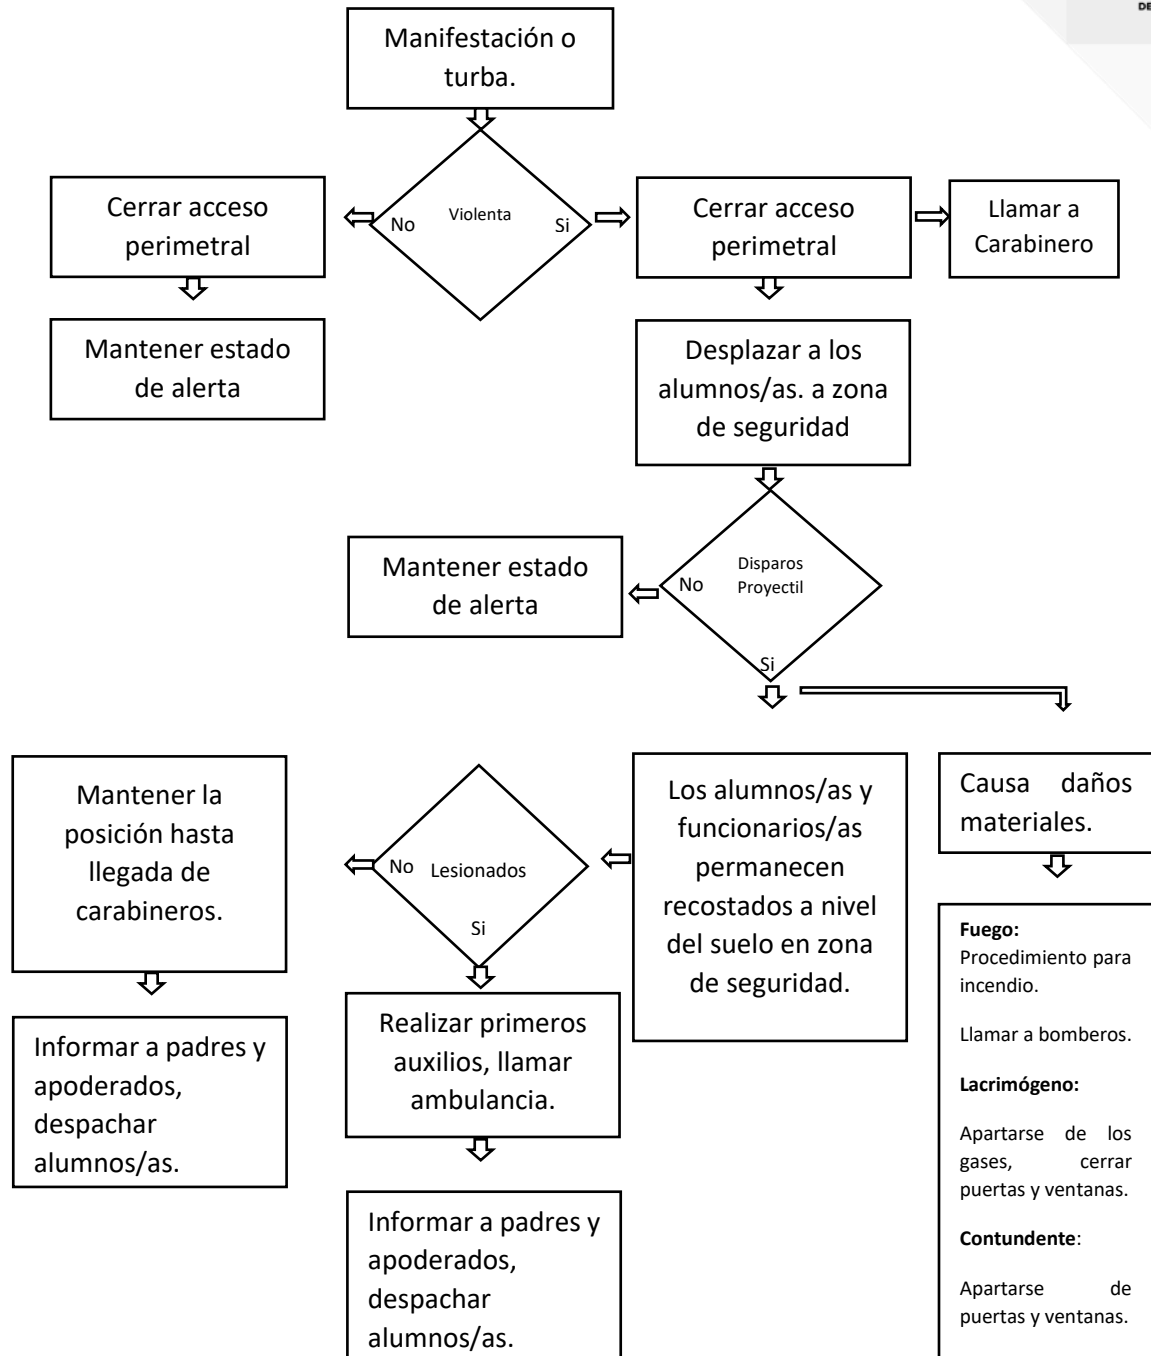 DE
Manifestación o
turba.
Violenta
No
Si
Cerrar acceso
perimetral
Cerrar acceso
perimetral
Llamar a
Carabinero
Mantener estado
de alerta
Desplazar a los
alumnos/as. a zona
de seguridad
Disparos
Proyectil
No
Si
Mantener estado
de alerta
Mantener la
posición hasta
llegada de
carabineros.
No
Lesionados
Si
Los alumnos/as y
funcionarios/as
permanecen
recostados a nivel
del suelo en zona
de seguridad.
Causa daños
materiales.
Fuego:
Procedimiento para
incendio.
Llamar a bomberos.
Lacrimógeno:
Apartarse de los
gases, cerrar
puertas y ventanas.
Contundente:
Apartarse de
puertas y ventanas.
Informar a padres y
apoderados,
despachar
alumnos/as.
Realizar primeros
auxilios, llamar
ambulancia.
Informar a padres y
apoderados,
despachar
alumnos/as.